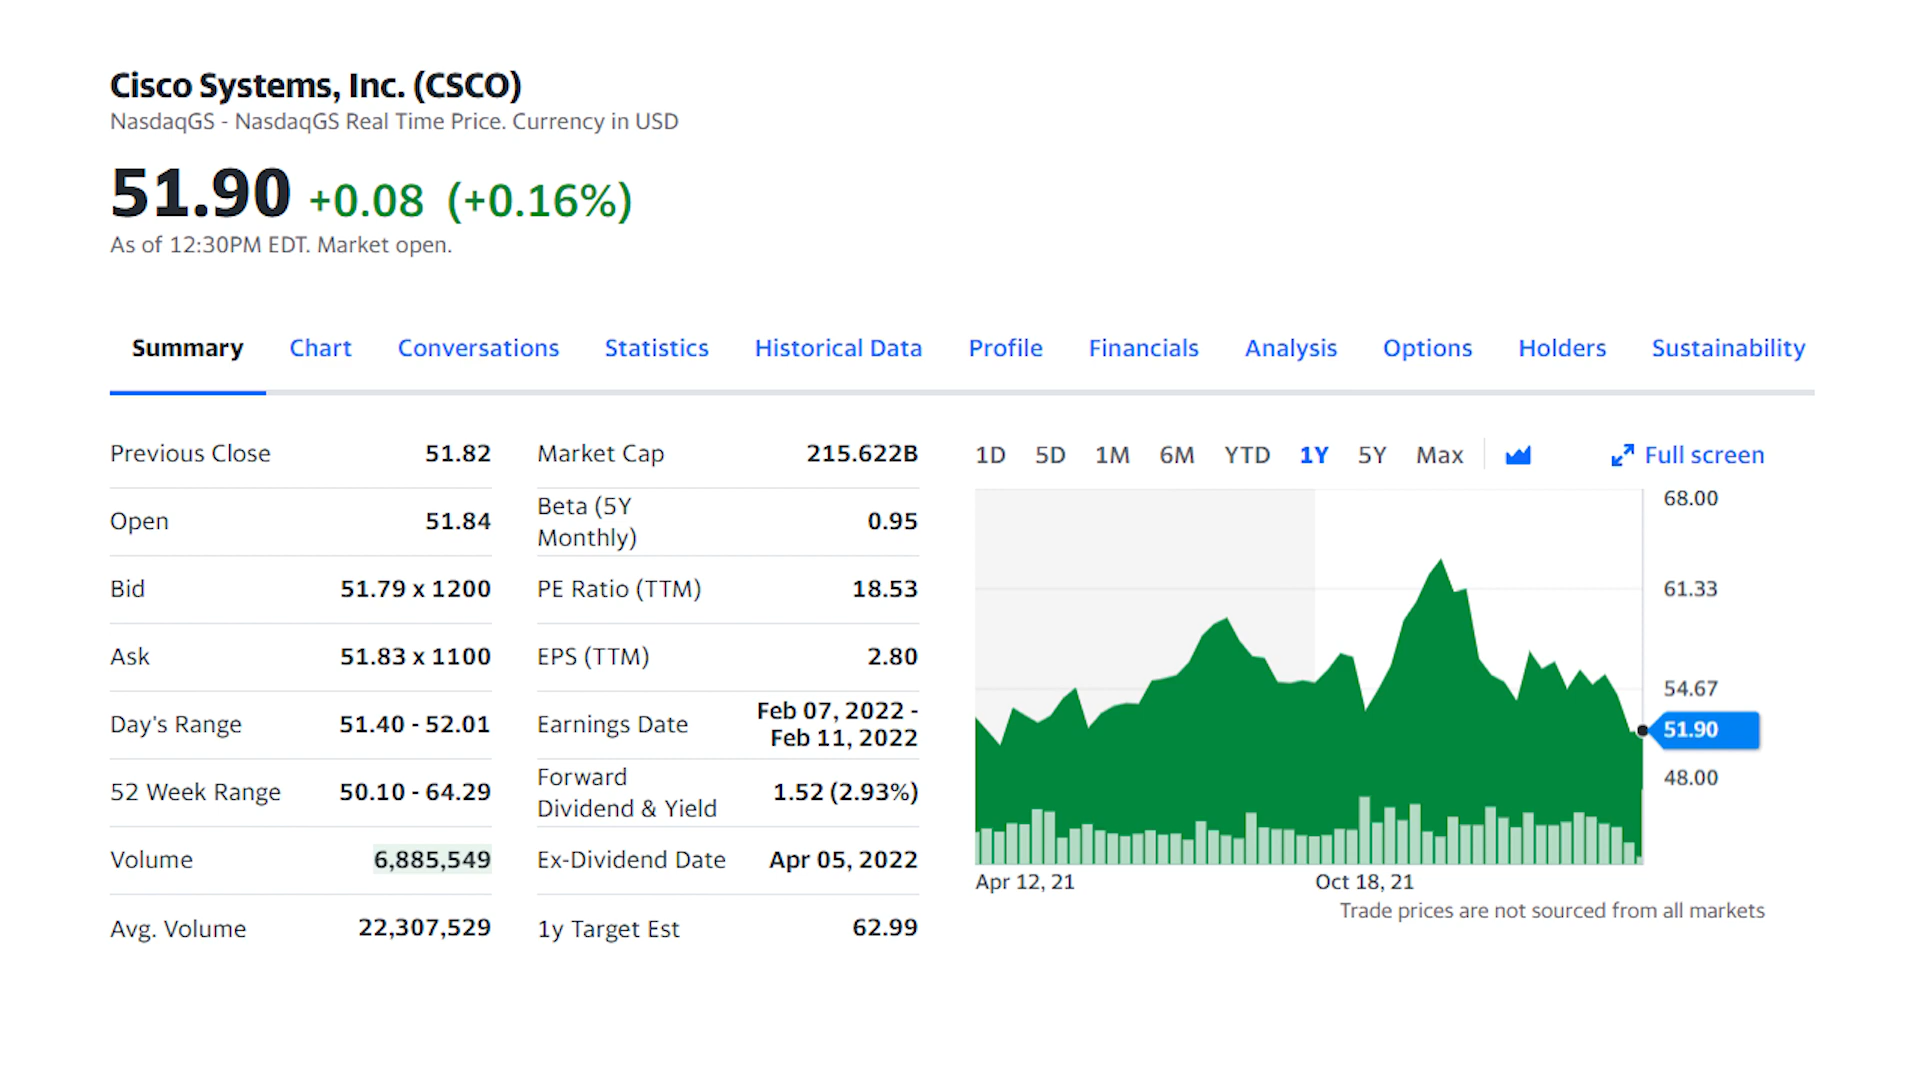 Cisco Systems, Inc. (CSCO)
NasdaqGS - NasdaqGS Real Time Price. Currency in USD
51.90 +0.08 (+0.16%)
As of 12:30PM EDT. Market open.
Summary Chart Conversations Statistics Historical Data Profile Financials Analysis Options Holders Sustainability
Previous Close 51.82
Open 51.84
Bid 51.79 x 1200
Ask 51.83 x 1100
Day's Range 51.40 - 52.01
52 Week Range 50.10 - 64.29
Volume 6,885,549
Avg. Volume 22,307,529
Market Cap 215.622B
Beta (5Y
Monthly) 0.95
PE Ratio (TTM) 18.53
EPS (TTM) 2.80
Earnings Date Feb 07, 2022 -
Feb 11, 2022
Forward
Dividend & Yield 1.52 (2.93%)
Ex-Dividend Date Apr 05, 2022
1y Target Est 62.99
1D 5D 1M 6M YTD 1Y 5Y Max Full screen
68.00
61.33
54.67
51.90
48.00
Apr 12, 21 Oct 18, 21
Trade prices are not sourced from all markets